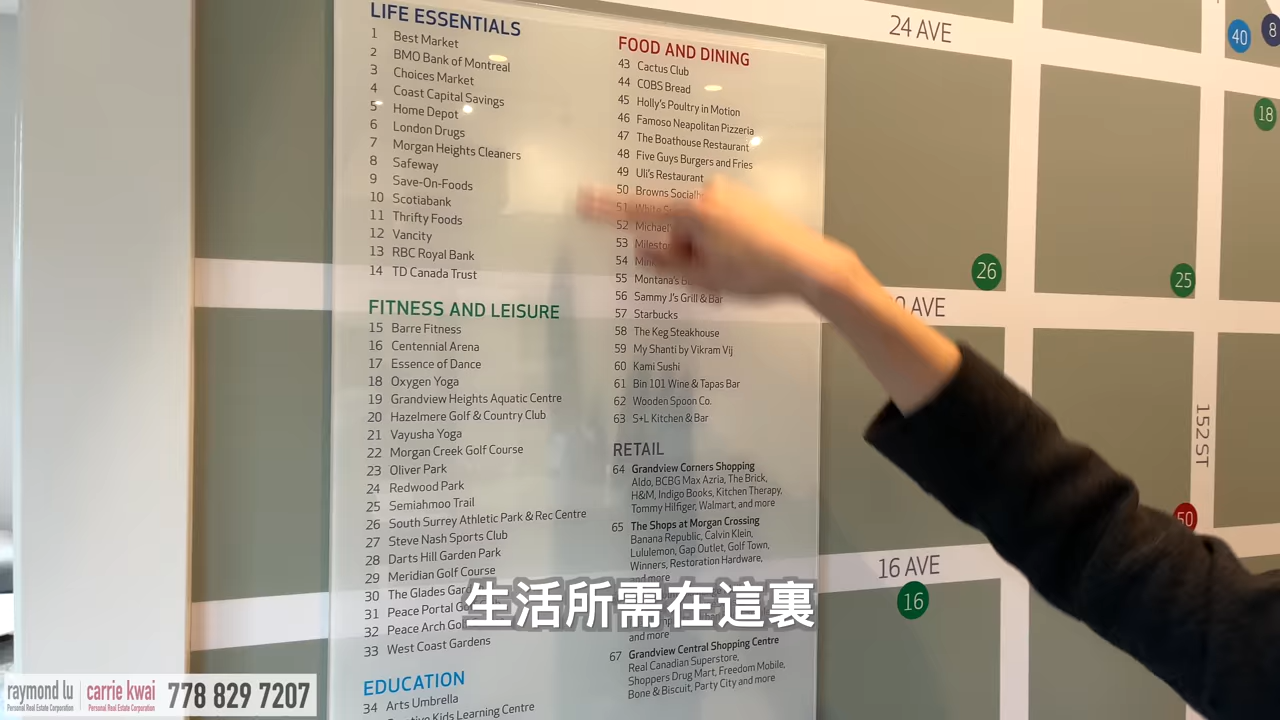 LIFE ESSENTIALS
1 Best Market
2 BMO Bank of Montreal
3 Choices Market
4 Coast Capital Savings
5 Home Depot
6 London Drugs
7 Morgan Heights Cleaners
8 Safeway
9 Save-On-Foods
10 Scotiabank
11 Thrifty Foods
12 Vancity
13 RBC Royal Bank
14 TD Canada Trust
FITNESS AND LEISURE
15 Barre Fitness
16 Centennial Arena
17 Essence of Dance
18 Oxygen Yoga
19 Grandview Heights Aquatic Centre
20 Hazelmere Golf & Country Club
21 Vayusha Yoga
22 Morgan Creek Golf Course
23 Oliver Park
24 Redwood Park
25 Semiahmoo Trail
26 South Surrey Athletic Park & Rec Centre
27 Steve Nash Sports Club
28 Darts Hill Garden Park
29 Meridian Golf Course
30 The Glades
31 Peace Portal
32 Peace Arch
33 West Coast Gardens
EDUCATION
34 Arts Umbrella
Kids Learning Centre
FOOD AND DINING
43 Cactus Club
44 COBS Bread
45 Holly's Poultry in Motion
46 Famoso Neapolitan Pizzeria
47 The Boathouse Restaurant
48 Five Guys Burgers and Fries
49 Uli's Restaurant
50 Browns
51 White
52
53
54
55 Montana's
56 Sammy J's Grill & Bar
57 Starbucks
58 The Keg Steakhouse
59 My Shanti by Vikram Vij
60 Kami Sushi
61 Bin 101 Wine & Tapas Bar
62 Wooden Spoon Co.
63 S+L Kitchen & Bar
RETAIL
64 Grandview Corners Shopping
Aldo, BCBG Max Azria, The Brick,
H&M, Indigo Books, Kitchen Therapy,
Tommy Hilfiger, Walmart, and more
65 The Shops at Morgan Crossing
Banana Republic, Calvin Klein,
Lululemon, Gap Outlet, Golf Town,
Winners, Restoration Hardware,
and more
and more
67 Grandview Central Shopping Centre
Real Canadian Superstore,
Shoppers Drug Mart, Freedom Mobile,
Bone & Biscuit, Party City and more
24 AVE
40
8
18
26
25
AVE
152 ST
50
16 AVE
16
生活所需在這裏
raymond lu
Personal Real Estate Corporation
carrie kwai
Personal Real Estate Corporation
778 829 7207